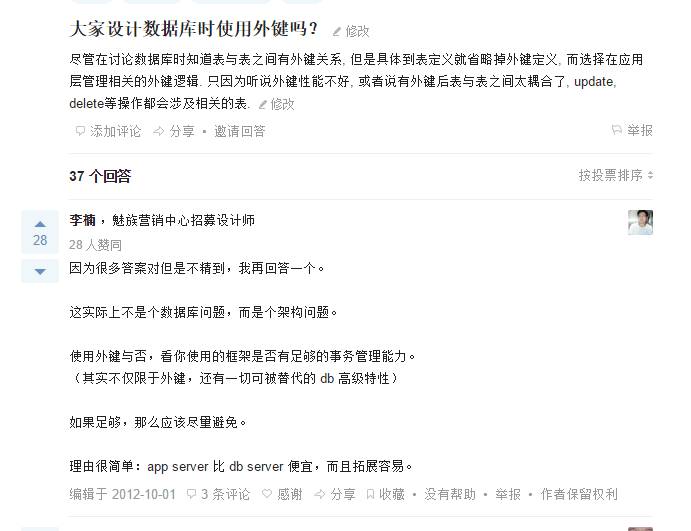 大家设计数据库时使用外键吗？ 修改
尽管在讨论数据库时知道表与表之间有外键关系, 但是具体到表定义就省略掉外键定义, 而选择在应用
层管理相关的外键逻辑. 只因为听说外键性能不好, 或者说有外键后表与表之间太耦合了, update,
delete等操作都会涉及相关的表. 修改
添加评论 分享 • 邀请回答 举报
37 个回答 按投票排序
李楠 ，魅族营销中心招募设计师
28
28 人赞同
因为很多答案对但是不精到，我再回答一个。
这实际上不是个数据库问题，而是个架构问题。
使用外键与否，看你使用的框架是否有足够的事务管理能力。
（其实不仅限于外键，还有一切可被替代的 db 高级特性）
如果足够，那么应该尽量避免。
理由很简单：app server 比 db server 便宜，而且拓展容易。
编辑于 2012-10-01 3 条评论 感谢 分享 收藏 • 没有帮助 • 举报 • 作者保留权利